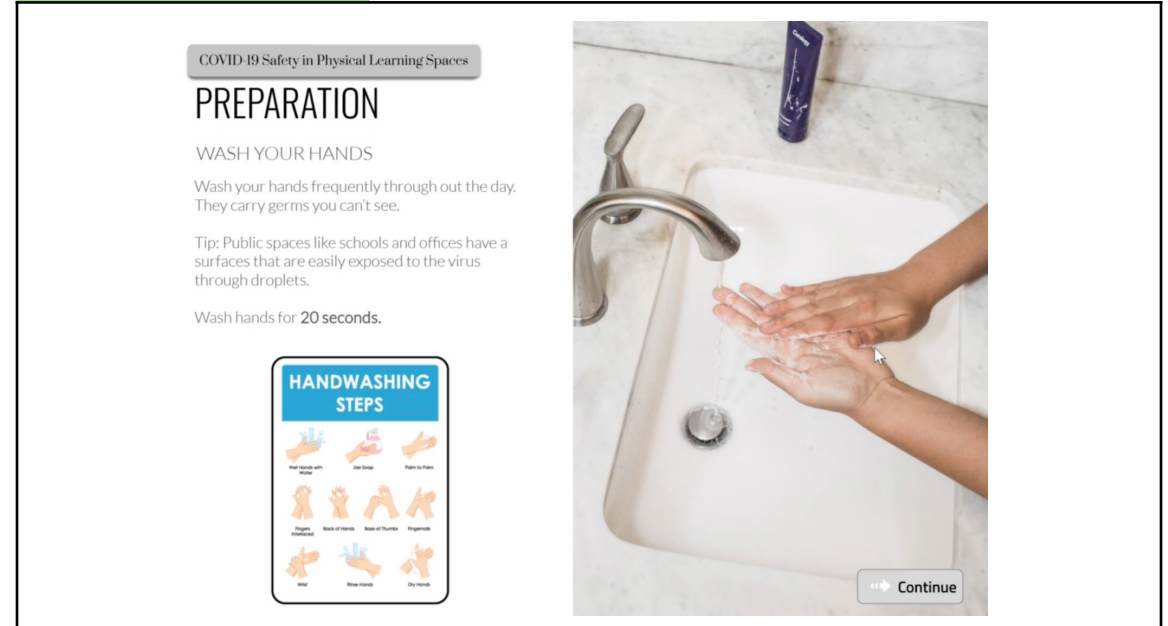 COVID-19 Safety in Physical Learning Spaces
PREPARATION
WASH YOUR HANDS
Wash your hands frequently through out the day.
They carry germs you can't see.
Tip: Public spaces like schools and offices have a
surfaces that are easily exposed to the virus
through droplets.
Wash hands for 20 seconds.
HANDWASHING
STEPS
Wet Hands with
Water
Use Soap
Palm to Palm
Fingers
Interlaced
Back of Hands
Base of Thumbs
Fingernails
Wrist
Rinse Hands
Dry Hands
Continue